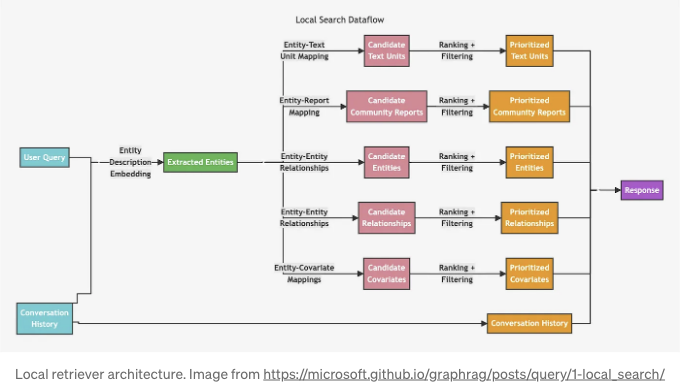 Local Search Dataflow
Entity-Text
Unit Mapping
Candidate
Text Units
Ranking +
Filtering
Prioritized
Text Units
Entity-Report
Mapping
Candidate
Community Reports
Ranking +
Filtering
Prioritized
Community Reports
User Query
Entity
Description
Embedding
Extracted Entities
Entity-Entity
Relationships
Candidate
Entities
Ranking +
Filtering
Prioritized
Entities
Response
Entity-Entity
Relationships
Candidate
Relationships
Ranking +
Filtering
Prioritized
Relationships
Entity-Covariate
Mappings
Candidate
Covariates
Ranking +
Filtering
Prioritized
Covariates
Conversation
History
Conversation History
Local retriever architecture. Image from https://microsoft.github.io/graphrag/posts/query/1-local_search/